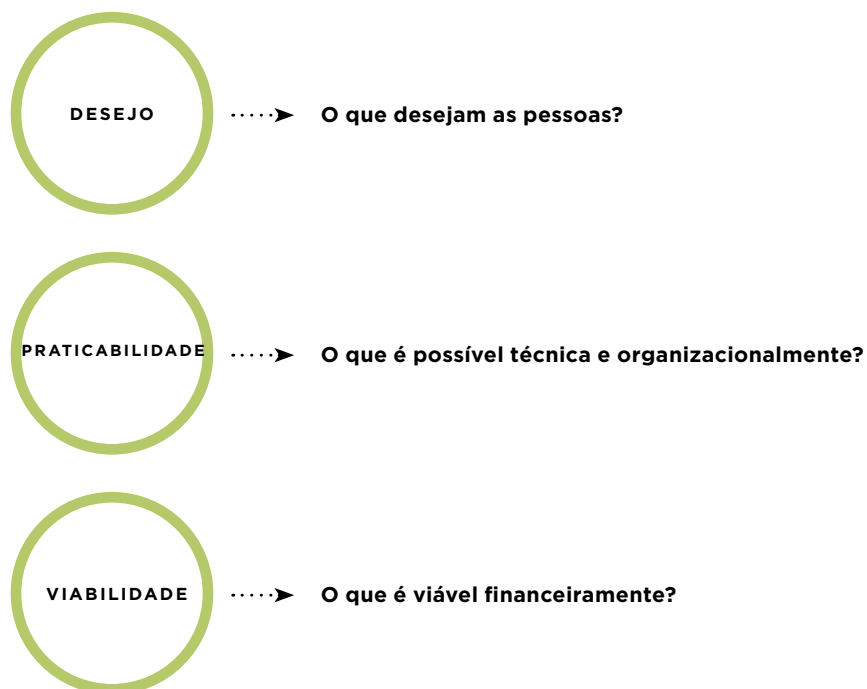 DESEJO
O que desejam as pessoas?
PRATICABILIDADE
O que é possível técnica e organizacionalmente?
VIABILIDADE
O que é viável financeiramente?